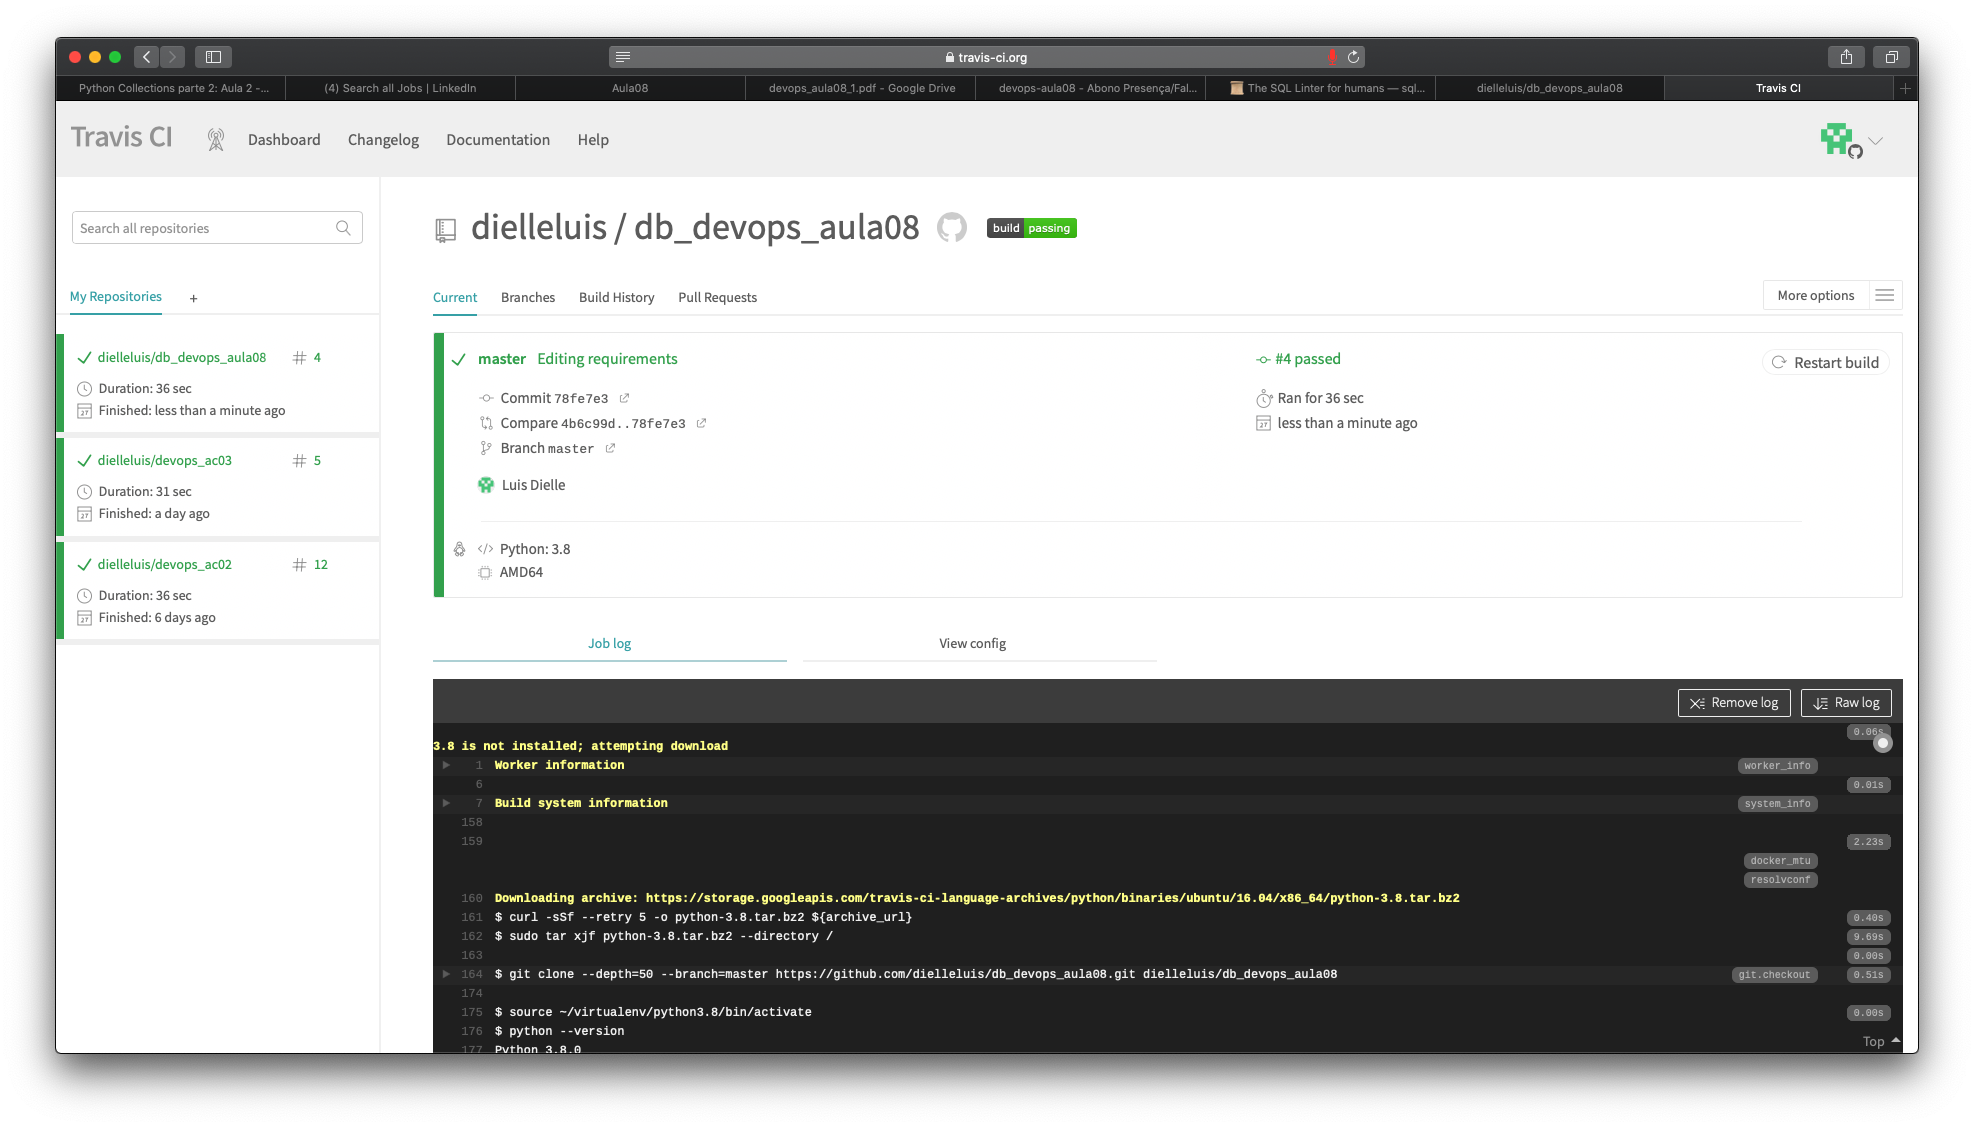 travis-ci.org
Python Collections parte 2: Aula 2 -...
(4) Search all Jobs | LinkedIn
Aula08
devops_aula08_1.pdf - Google Drive
devops-aula08 - Abono Presença/Fal...
The SQL Linter for humans — sql...
dielleluis/db_devops_aula08
Travis CI
Travis CI
Dashboard
Changelog
Documentation
Help
Search all repositories
My Repositories +
dielleluis/db_devops_aula08 # 4
Duration: 36 sec
Finished: less than a minute ago
dielleluis/devops_ac03 # 5
Duration: 31 sec
Finished: a day ago
dielleluis/devops_ac02 # 12
Duration: 36 sec
Finished: 6 days ago
dielleluis / db_devops_aula08 build passing
Current Branches Build History Pull Requests
More options
master Editing requirements
#4 passed
Restart build
Commit 78fe7e3
Ran for 36 sec
Compare 4b6c99d..78fe7e3
less than a minute ago
Branch master
Luis Dielle
Python: 3.8
AMD64
Job log
View config
Remove log
Raw log
0.06s
3.8 is not installed; attempting download
1 Worker information worker_info
6 0.01s
7 Build system information system_info
158
159 2.23s
docker_mtu
resolvconf
160 Downloading archive: https://storage.googleapis.com/travis-ci-language-archives/python/binaries/ubuntu/16.04/x86_64/python-3.8.tar.bz2
161 $ curl -sSf --retry 5 -o python-3.8.tar.bz2 ${archive_url} 0.40s
162 $ sudo tar xjf python-3.8.tar.bz2 --directory / 9.69s
163 0.00s
164 $ git clone --depth=50 --branch=master https://github.com/dielleluis/db_devops_aula08.git dielleluis/db_devops_aula08 git.checkout 0.51s
174
175 $ source ~/virtualenv/python3.8/bin/activate 0.00s
176 $ python --version
177 Python 3.8.0
Top